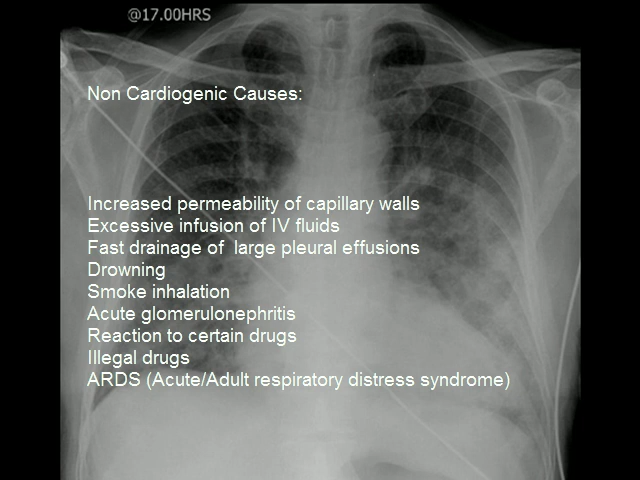 @17.00HRS
Non Cardiogenic Causes:
Increased permeability of capillary walls
Excessive infusion of IV fluids
Fast drainage of  large pleural effusions
Drowning
Smoke inhalation
Acute glomerulonephritis
Reaction to certain drugs
Illegal drugs
ARDS (Acute/Adult respiratory distress syndrome)